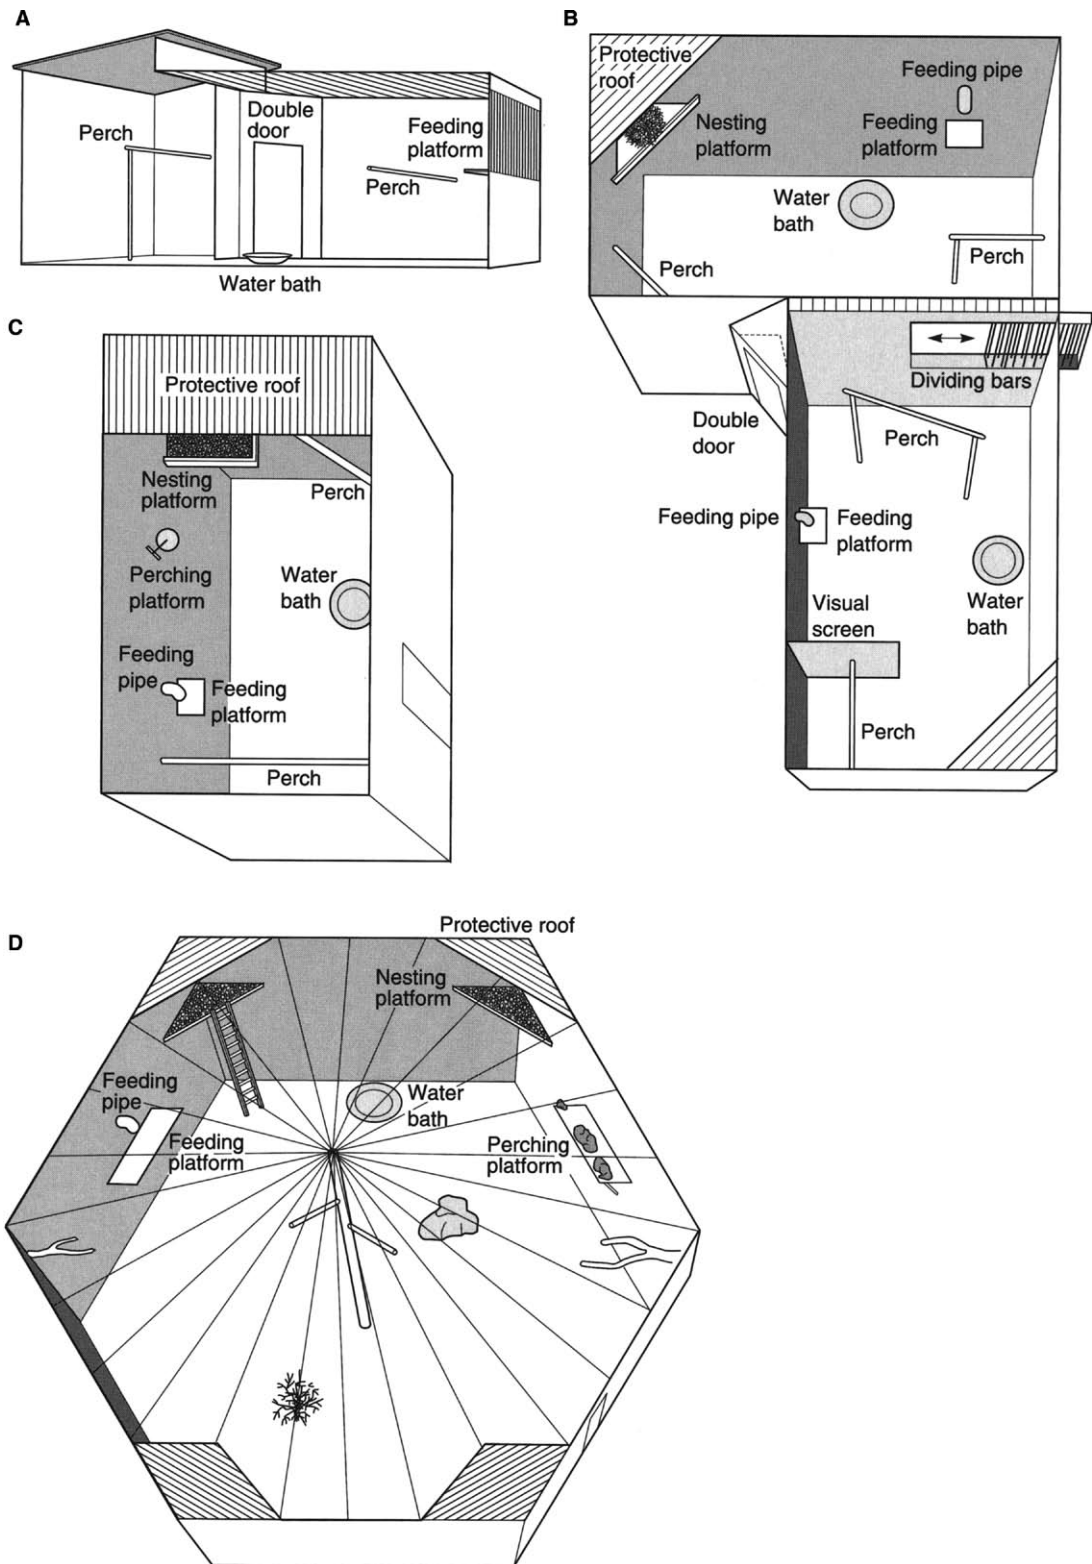 A
Perch
Double
door
Feeding
platform
Perch
Water bath
B
Protective
roof
Feeding pipe
Nesting
platform
Feeding
platform
Water
bath
Perch
Perch
Dividing bars
Double
door
Perch
Feeding pipe
Feeding
platform
Visual
screen
Water
bath
Perch
C
Protective roof
Nesting
platform
Perch
Perching
platform
Water
bath
Feeding
pipe
Feeding
platform
Perch
D
Protective roof
Nesting
platform
Feeding
pipe
Water
bath
Feeding
platform
Perching
platform